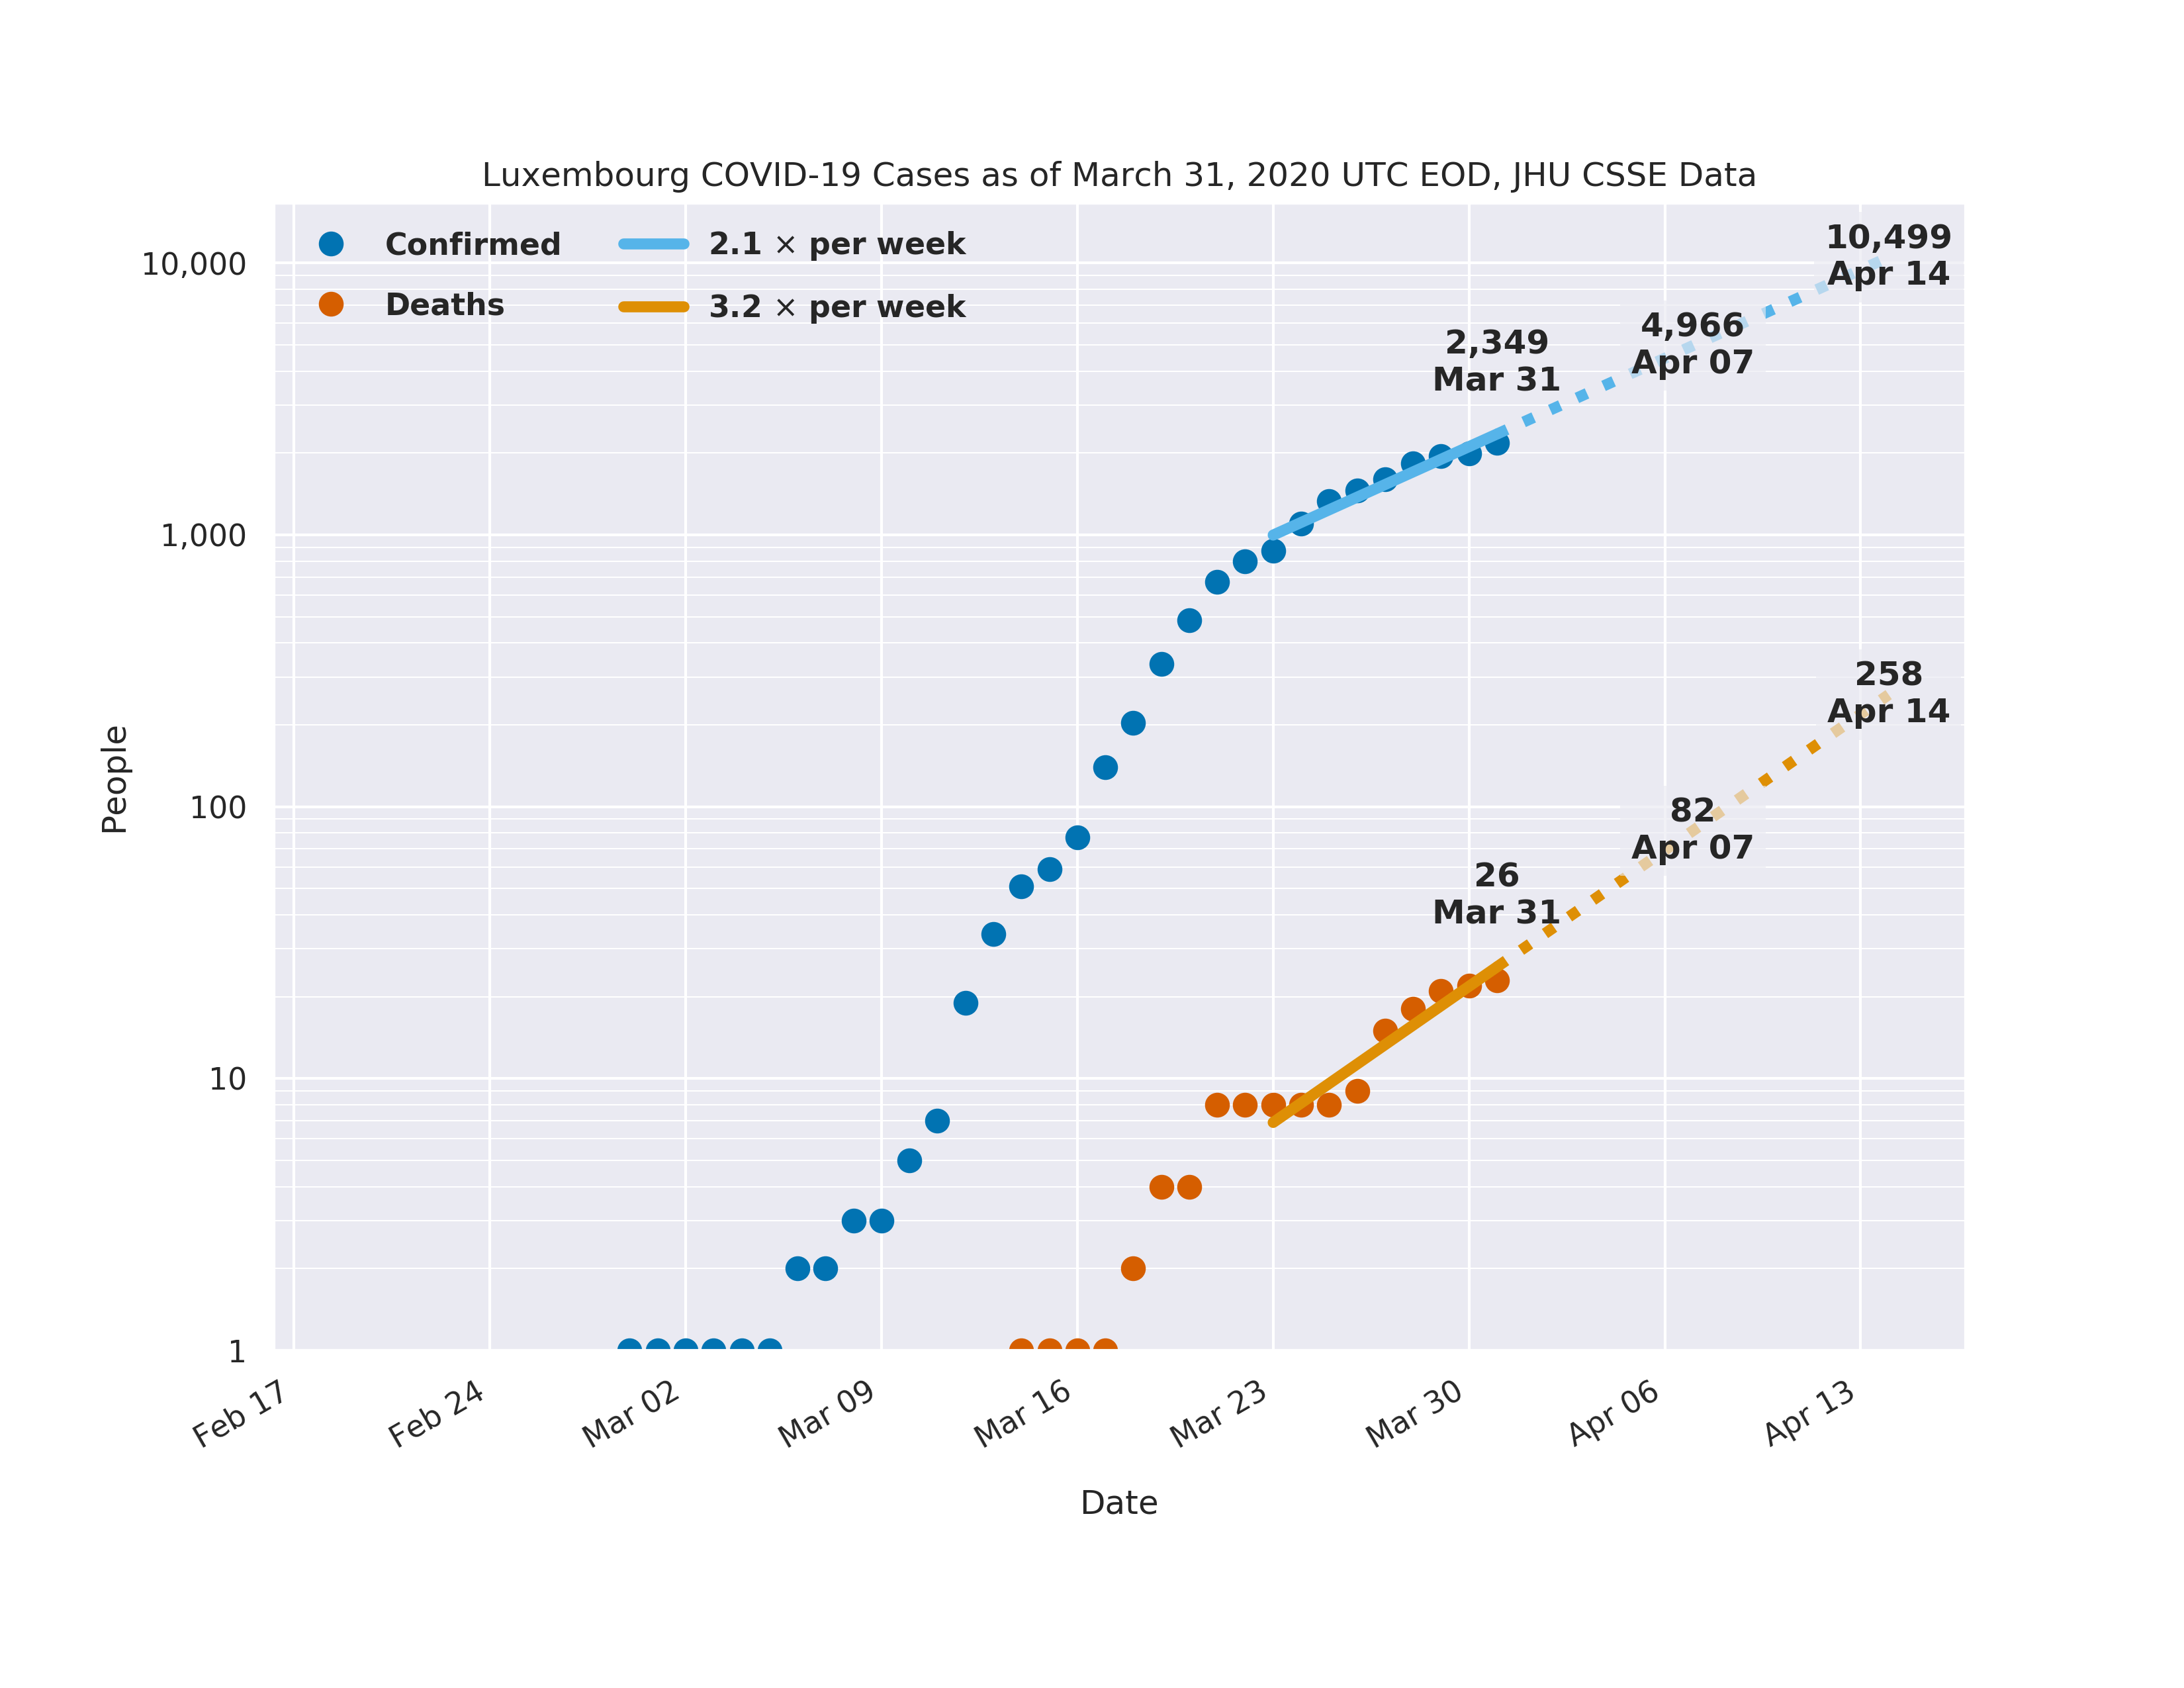 Luxembourg COVID-19 Cases as of March 31, 2020 UTC EOD, JHU CSSE Data
Confirmed
Deaths
2.1 × per week
3.2 × per week
10,499
Apr 14
4,966
Apr 07
2,349
Mar 31
258
Apr 14
82
Apr 07
26
Mar 31
10,000
1,000
100
10
1
People
Feb 17
Feb 24
Mar 02
Mar 09
Mar 16
Mar 23
Mar 30
Apr 06
Apr 13
Date